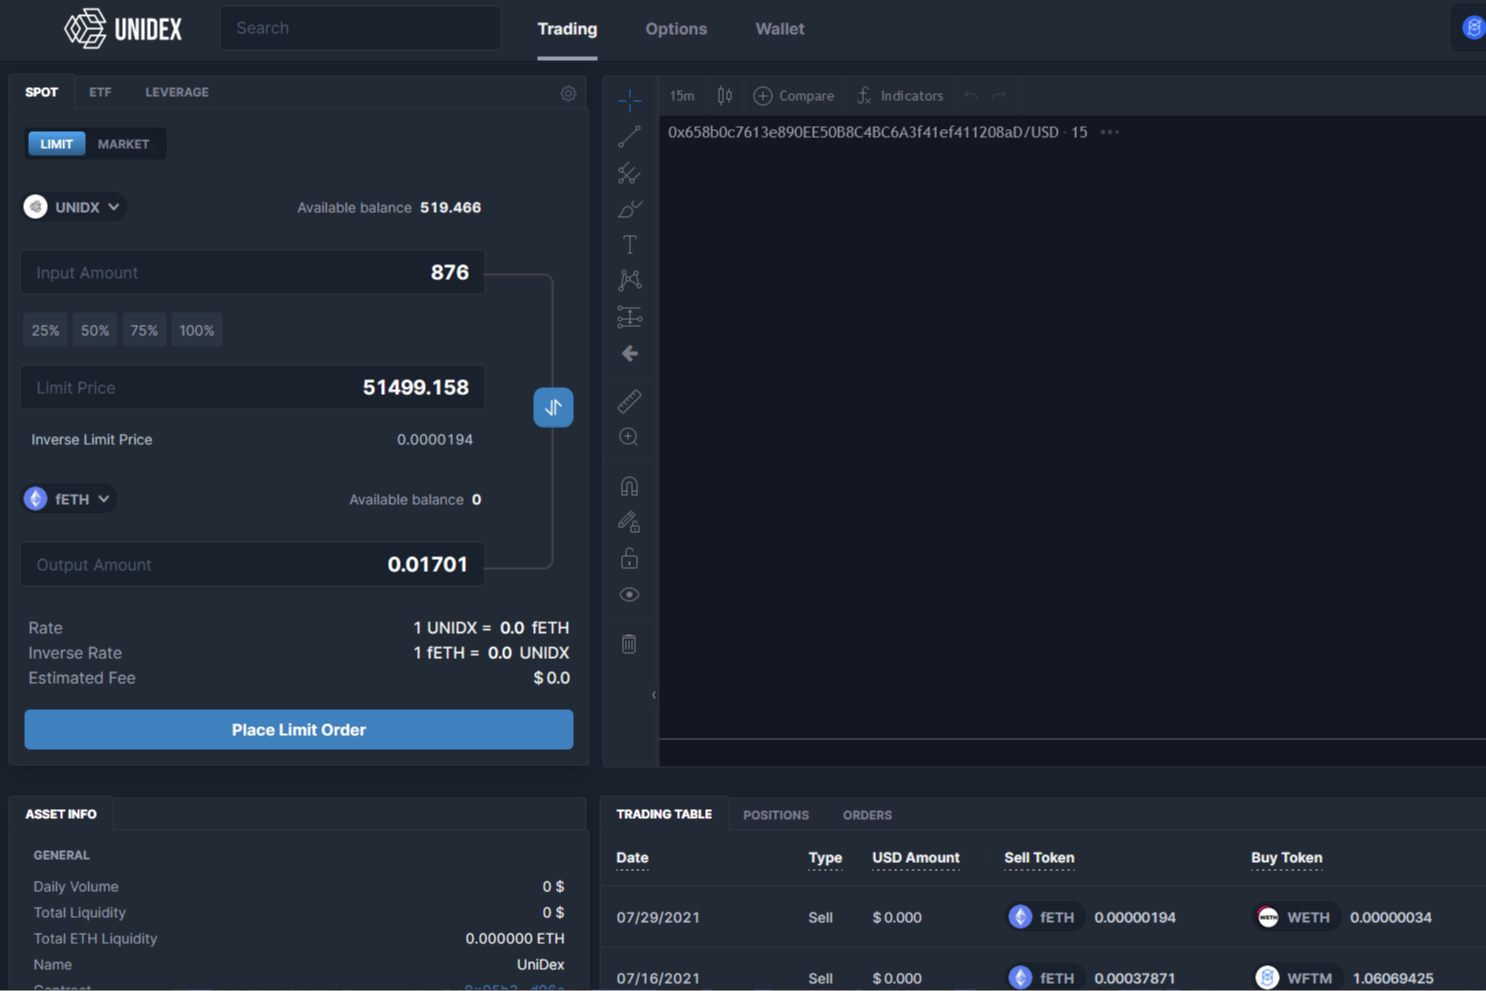 UNIDEX
Search
Trading
Options
Wallet
SPOT
ETF
LEVERAGE
LIMIT
MARKET
UNIDX
Available balance 519.466
Input Amount 876
25% 50% 75% 100%
Limit Price 51499.158
Inverse Limit Price 0.0000194
fETH
Available balance 0
Output Amount 0.01701
Rate 1 UNIDX = 0.0 fETH
Inverse Rate 1 fETH = 0.0 UNIDX
Estimated Fee $ 0.0
Place Limit Order
15m
Compare
Indicators
0x658b0c7613e890EE50B8C4BC6A3f41ef411208aD/USD · 15
ASSET INFO
GENERAL
Daily Volume 0 $
Total Liquidity 0 $
Total ETH Liquidity 0.000000 ETH
Name UniDex
TRADING TABLE POSITIONS ORDERS
Date Type USD Amount Sell Token Buy Token
07/29/2021 Sell $ 0.000 fETH 0.00000194 WETH WETH 0.00000034
07/16/2021 Sell $ 0.000 fETH 0.00037871 WFTM 1.06069425